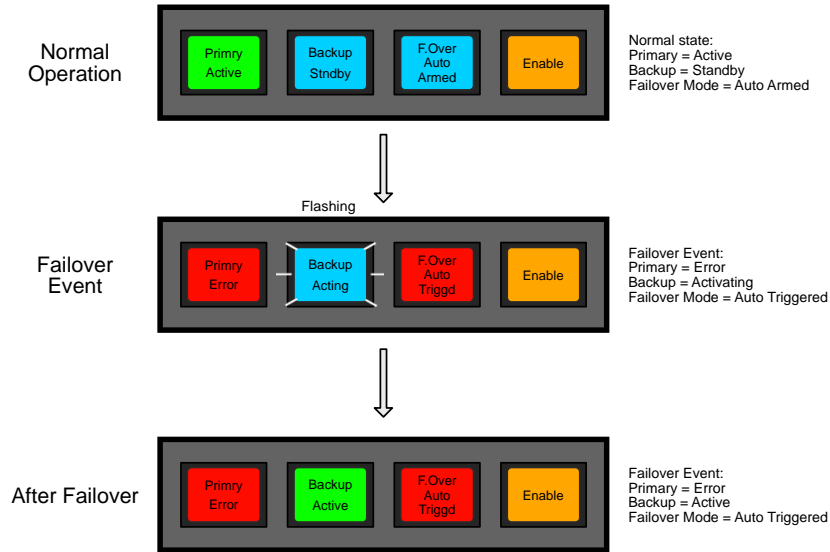 Normal
Operation
Primry
Active
Backup
Stndby
F.Over
Auto
Armed
Enable
Normal state:
Primary = Active
Backup = Standby
Failover Mode = Auto Armed
Flashing
Failover
Event
Primry
Error
Backup
Acting
F.Over
Auto
Triggd
Enable
Failover Event:
Primary = Error
Backup = Activating
Failover Mode = Auto Triggered
After Failover
Primry
Error
Backup
Active
F.Over
Auto
Triggd
Enable
Failover Event:
Primary = Error
Backup = Active
Failover Mode = Auto Triggered